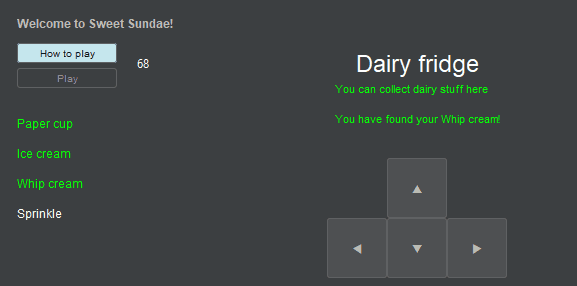 Welcome to Sweet Sundae!
How to play
68
Play
Paper cup
Ice cream
Whip cream
Sprinkle
Dairy fridge
You can collect dairy stuff here
You have found your Whip cream!